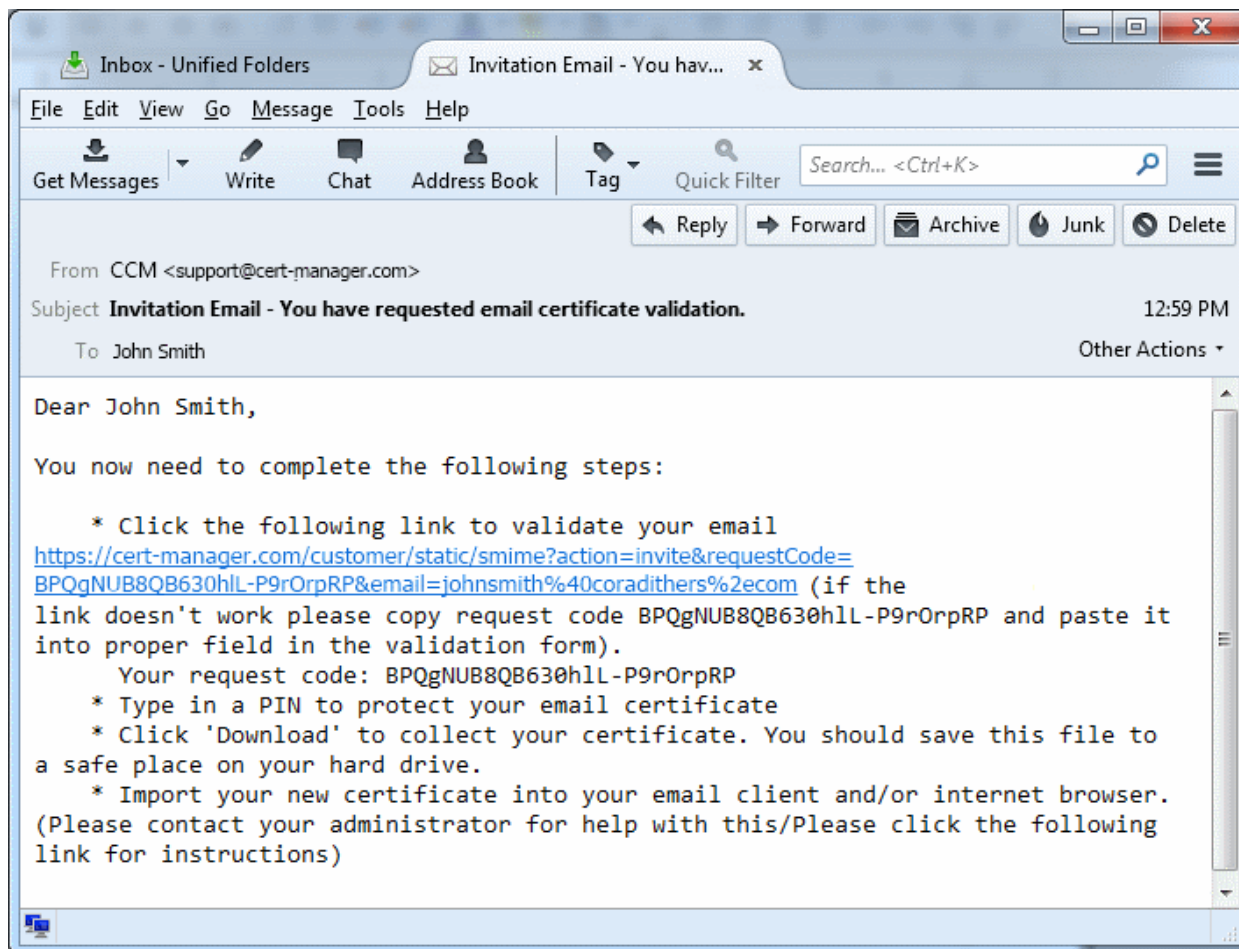 Inbox - Unified Folders
Invitation Email - You hav...
File Edit View Go Message Tools Help
Get Messages Write Chat Address Book Tag Quick Filter Search... <Ctrl+K>
Reply Forward Archive Junk Delete
From CCM <support@cert-manager.com>
Subject Invitation Email - You have requested email certificate validation. 12:59 PM
To John Smith Other Actions
Dear John Smith,
You now need to complete the following steps:
* Click the following link to validate your email
https://cert-manager.com/customer/static/smime?action=invite&requestCode=
BPQgNUB8QB630hlL-P9rOrpRP&email=johnsmith%40coradithers%2ecom (if the
link doesn't work please copy request code BPQgNUB8QB630hlL-P9rOrpRP and paste it
into proper field in the validation form).
Your request code: BPQgNUB8QB630hlL-P9rOrpRP
* Type in a PIN to protect your email certificate
* Click 'Download' to collect your certificate. You should save this file to
a safe place on your hard drive.
* Import your new certificate into your email client and/or internet browser.
(Please contact your administrator for help with this/Please click the following
link for instructions)